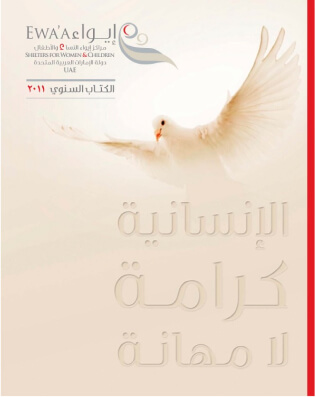 EWA'A إيواء
مراكز إيواء النساء والأطفال
SHELTERS FOR WOMEN & CHILDREN
دولة الإمارات العربية المتحدة
UAE
الكتاب السنوي ٢٠١١
الإنسانية
كرامة
لا مهانة